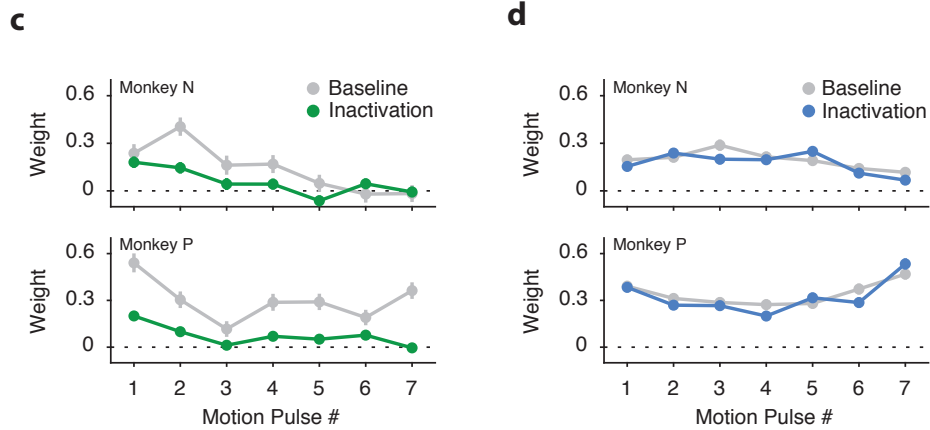 c
Monkey N
Baseline
Inactivation
Weight
0.6
0.3
0
Monkey P
Weight
0.6
0.3
0
1 2 3 4 5 6 7
Motion Pulse #
d
Monkey N
Baseline
Inactivation
Weight
0.6
0.3
0
Monkey P
Weight
0.6
0.3
0
1 2 3 4 5 6 7
Motion Pulse #